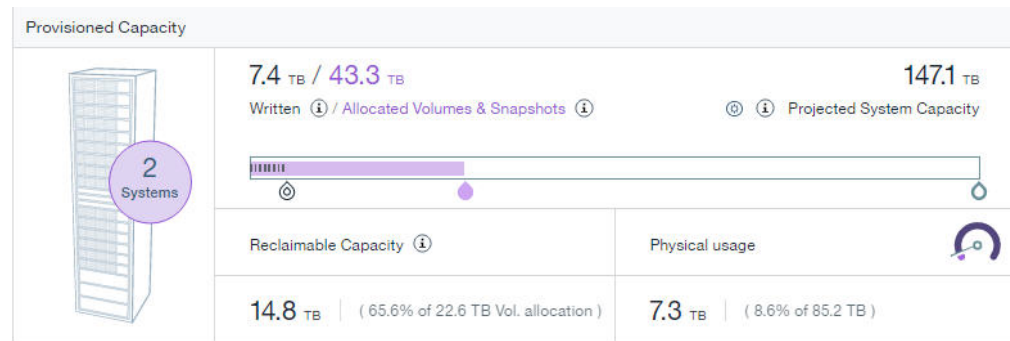 Provisioned Capacity
2
Systems
7.4 TB / 43.3 TB
Written ⓘ / Allocated Volumes & Snapshots ⓘ
147.1 TB
ⓘ Projected System Capacity
Reclaimable Capacity ⓘ
Physical usage
14.8 TB | ( 65.6% of 22.6 TB Vol. allocation )
7.3 TB | ( 8.6% of 85.2 TB )